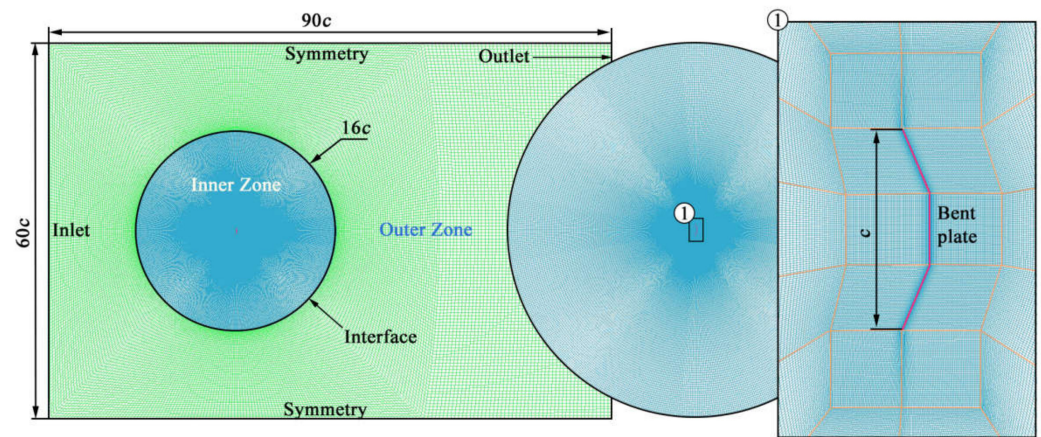 90c
Symmetry
Outlet
16c
Inner Zone
60c
Inlet
Outer Zone
Interface
Symmetry
1
1
c
Bent
plate